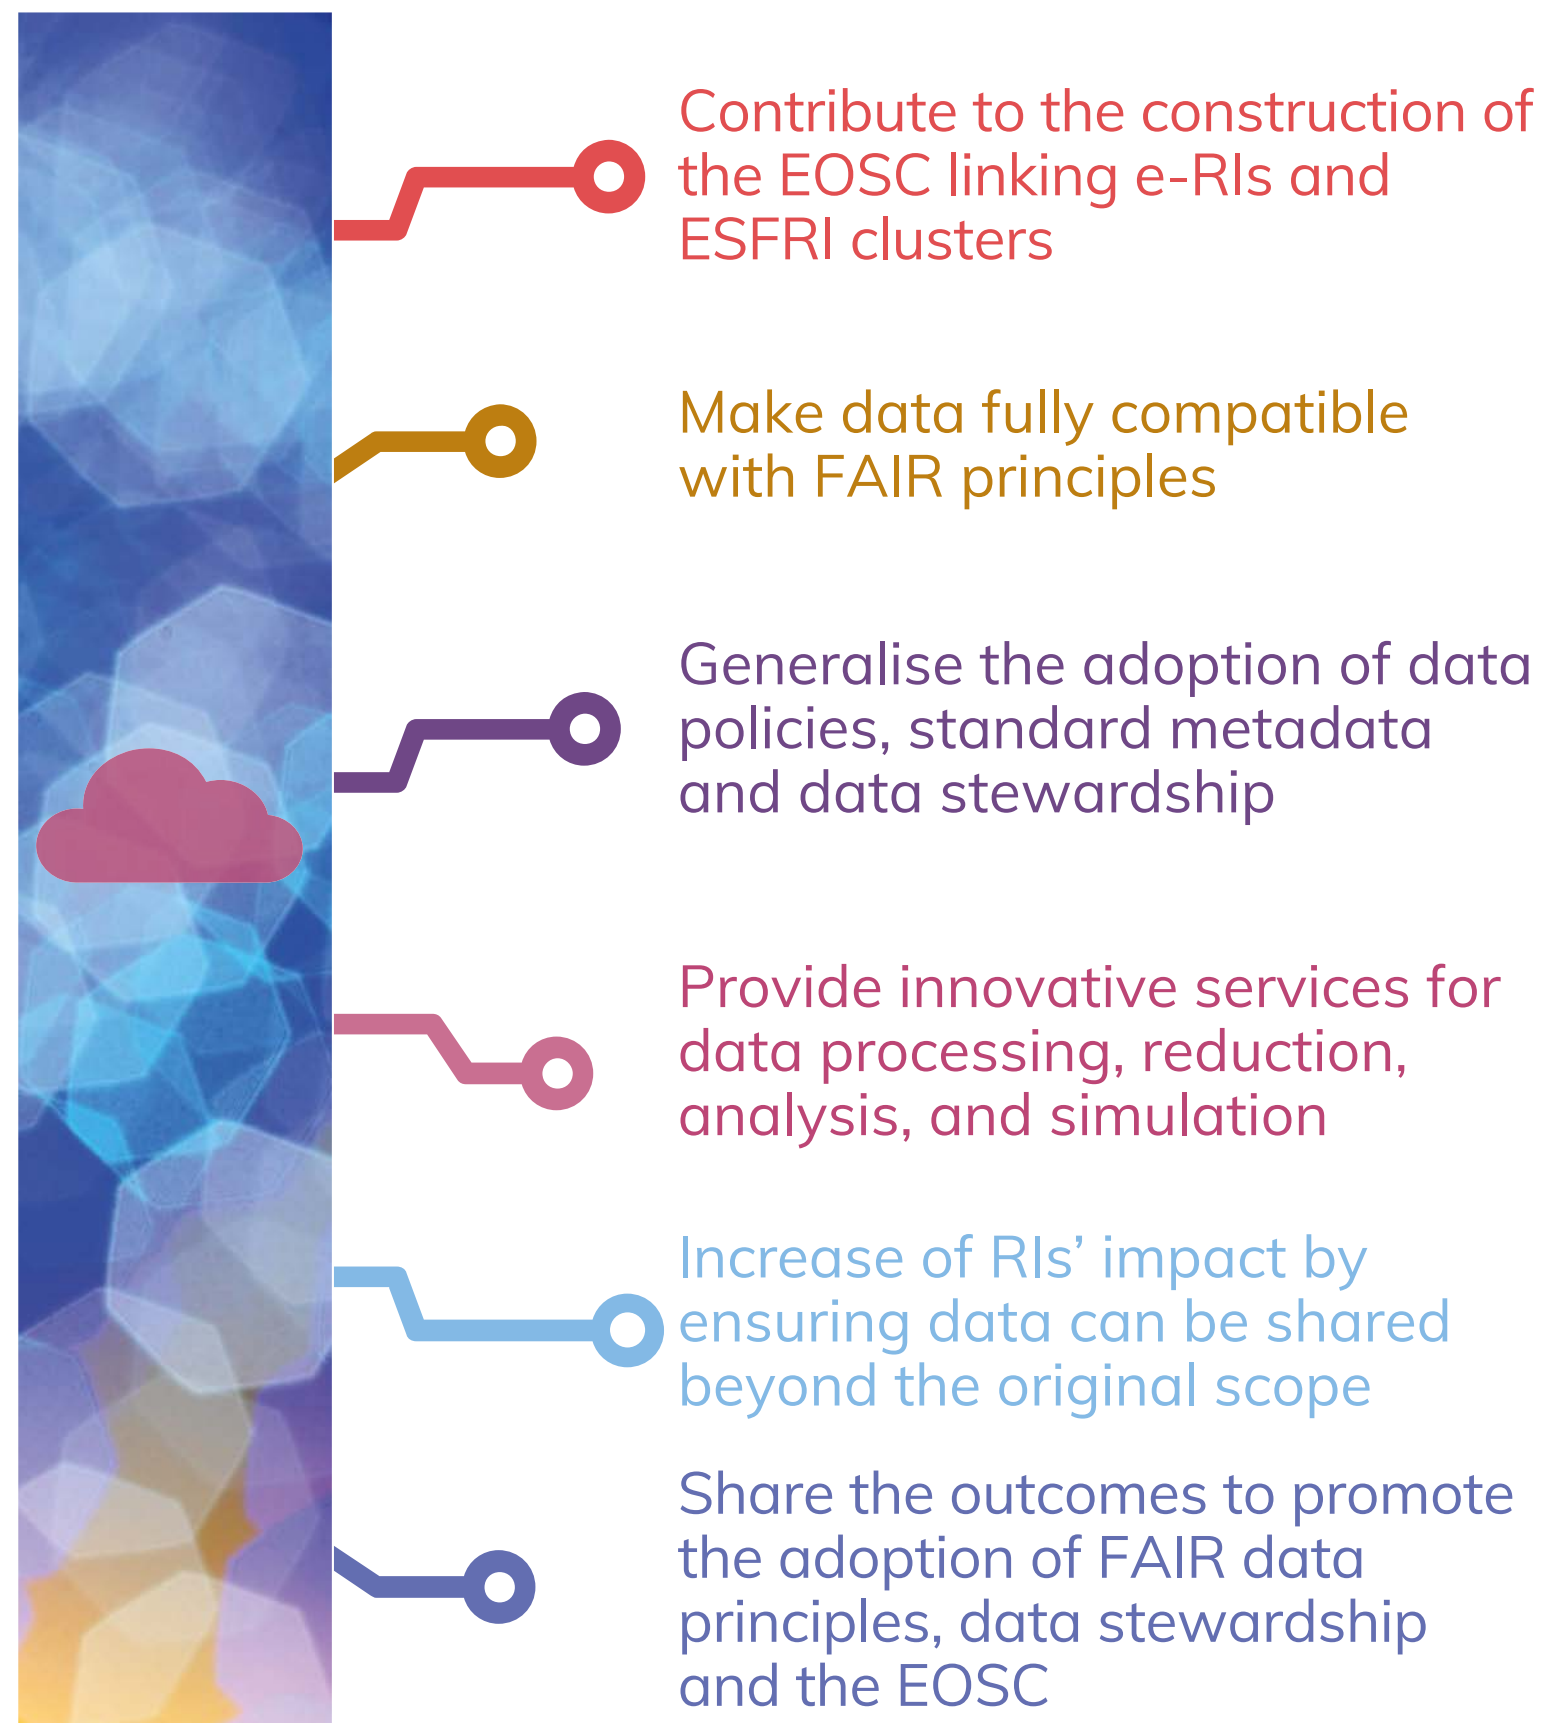 Contribute to the construction of
the EOSC linking e-RIs and
ESFRI clusters
Make data fully compatible
with FAIR principles
Generalise the adoption of data
policies, standard metadata
and data stewardship
Provide innovative services for
data processing, reduction,
analysis, and simulation
Increase of RIs’ impact by
ensuring data can be shared
beyond the original scope
Share the outcomes to promote
the adoption of FAIR data
principles, data stewardship
and the EOSC